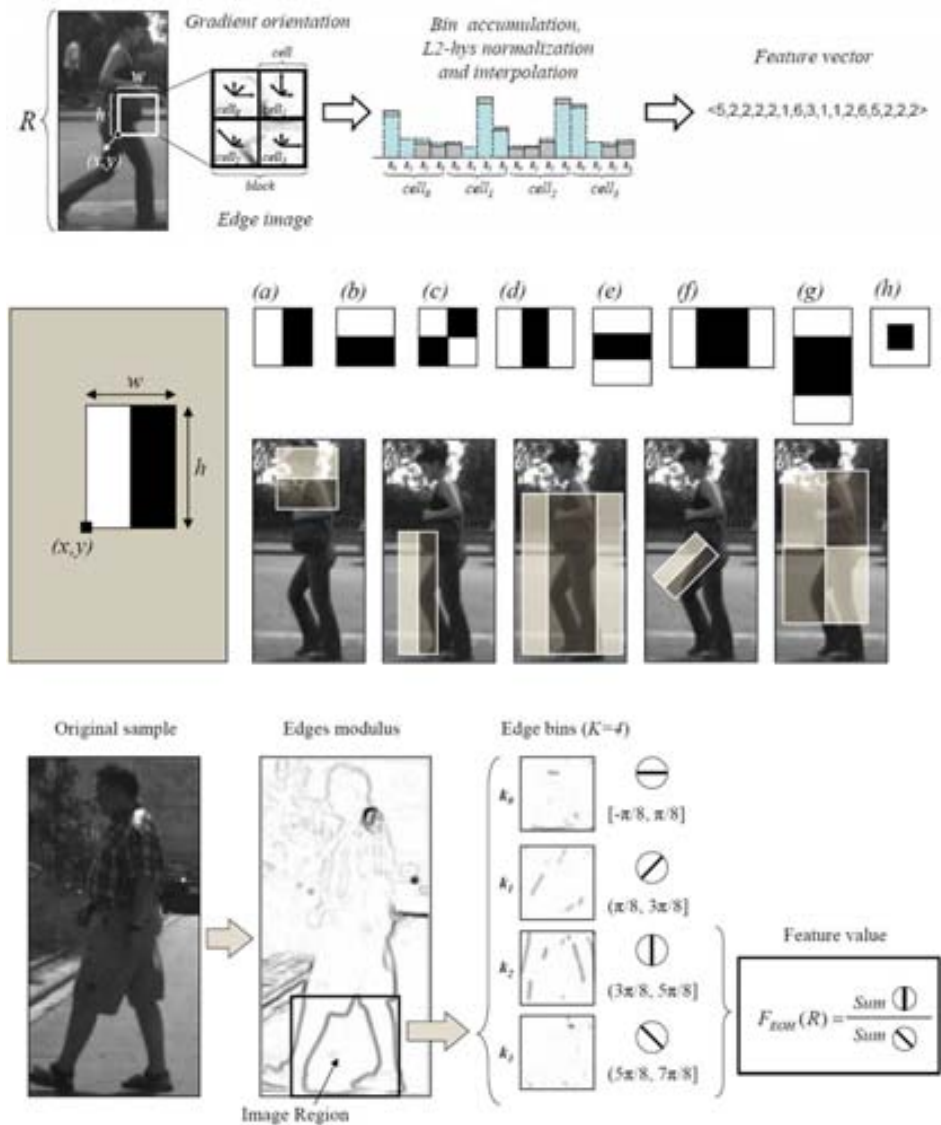 Gradient orientation
Bin accumulation,
L2-hys normalization
and interpolation
Feature vector
cell
w
R
h
(x,y)
cell₀ cell₁
cell₂ cell₃
block
Edge image
<5,2,2,2,2,1,6,3,1,1,2,6,5,2,2,2>
cell₀ cell₁ cell₂ cell₃
(a) (b) (c) (d) (e) (f) (g) (h)
w
h
(x,y)
Original sample
Edges modulus
Edge bins (K=4)
k₀
[-π/8, π/8]
k₁
(π/8, 3π/8]
k₂
(3π/8, 5π/8]
k₃
(5π/8, 7π/8]
Feature value
F_EOH(R) = Sum / Sum
Image Region